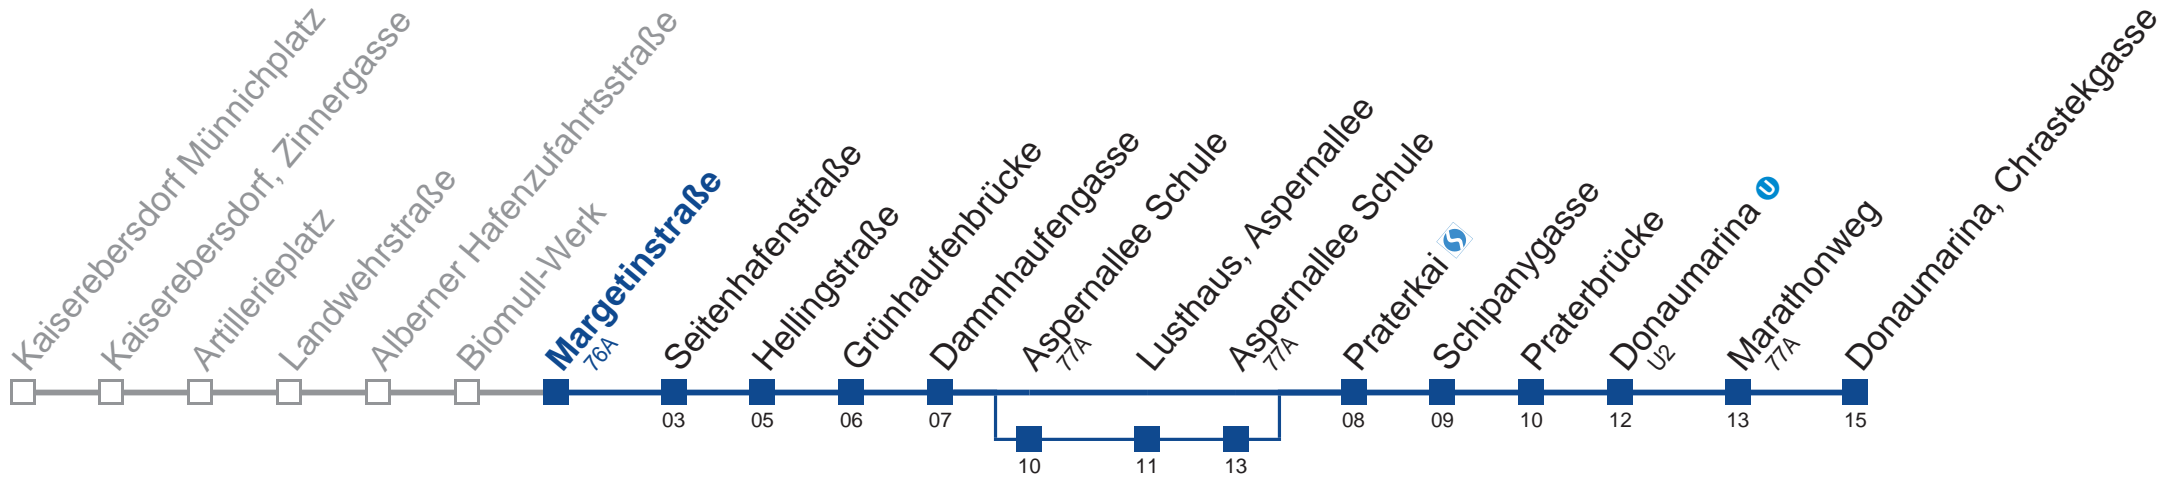 Kaiserebersdorf Münnichplatz
Kaiserebersdorf, Zinnergasse
Artillerieplatz
Landwehrstraße
Alberner Hafenzufahrtsstraße
Biomull-Werk
Margetinstraße
76A
Seitenhafenstraße
Hellingstraße
Grünhaufenbrücke
Dammhaufengasse
Aspernallee Schule
77A
Lusthaus, Aspernallee
Aspernallee Schule
77A
Praterkai
Schipanygasse
Praterbrücke
Donaumarina U
U2
Marathonweg
77A
Donaumarina, Chrastekgasse
03
05
06
07
08
09
10
12
13
15
10
11
13